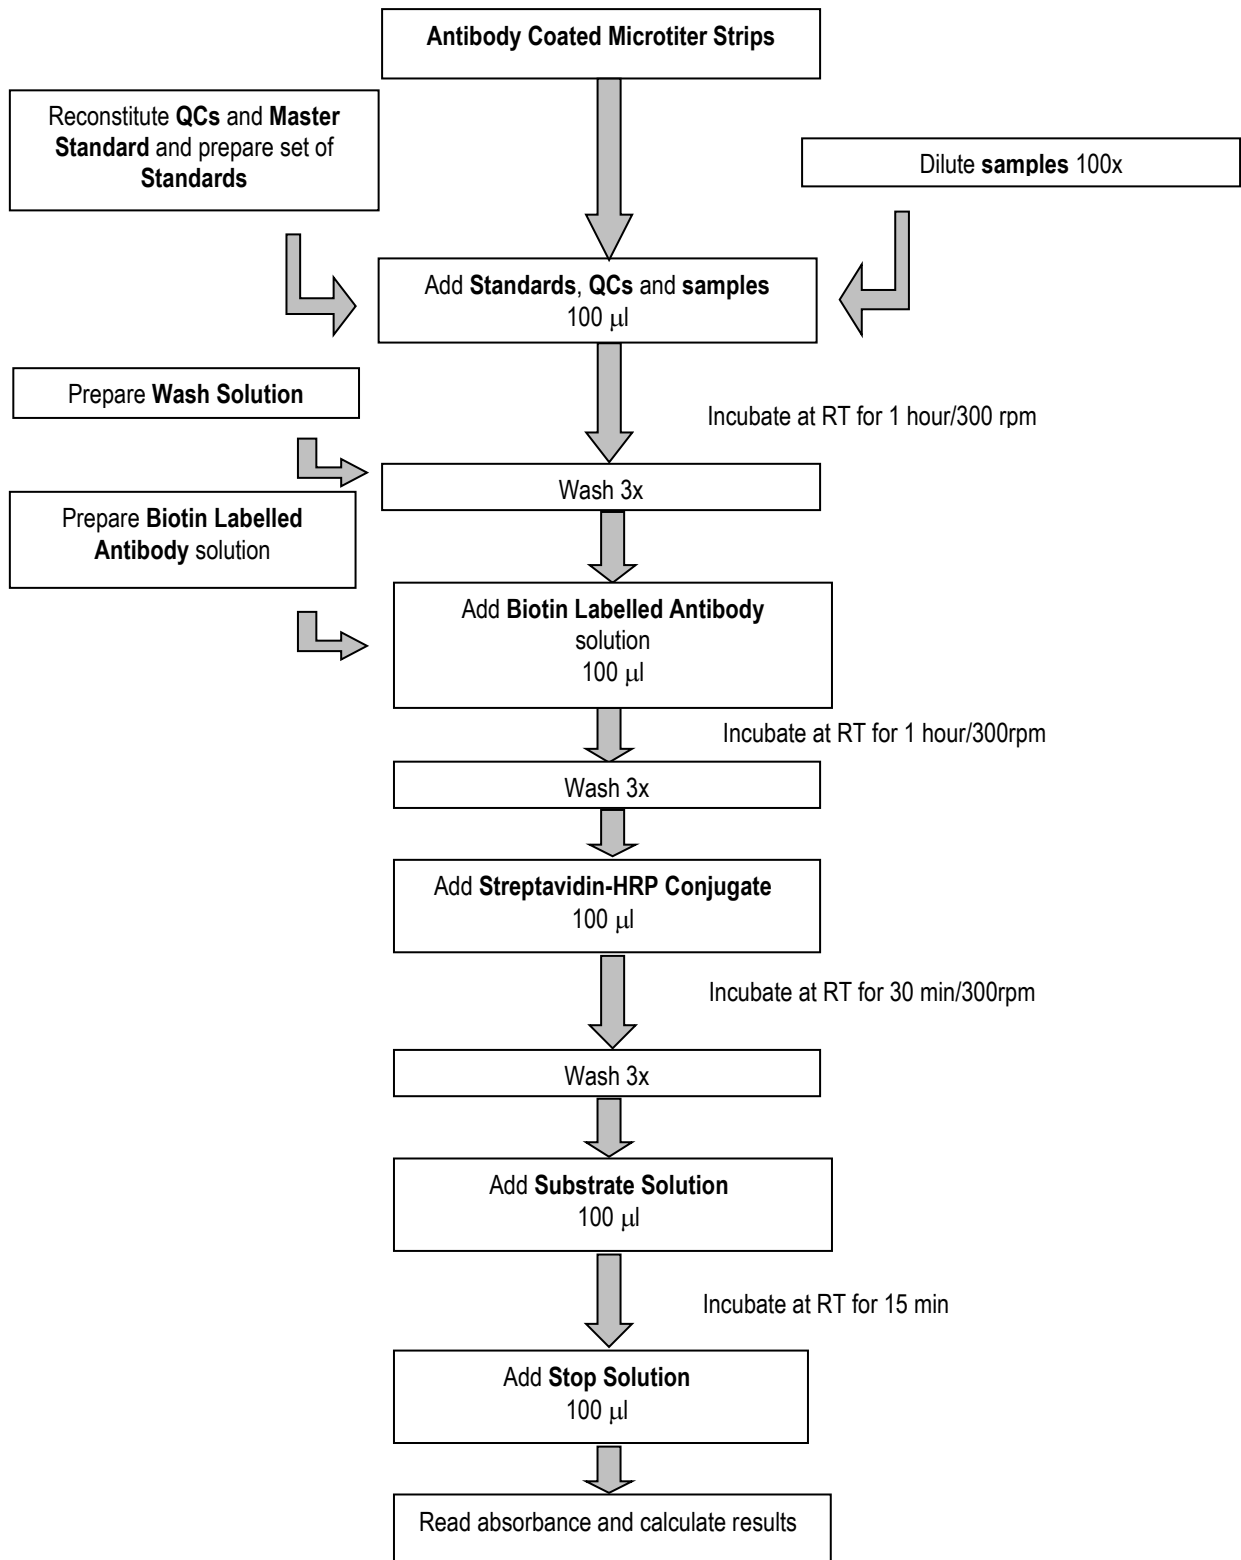 Antibody Coated Microtiter Strips
Reconstitute QCs and Master
Standard and prepare set of
Standards
Dilute samples 100x
Add Standards, QCs and samples
100 μl
Prepare Wash Solution
Incubate at RT for 1 hour/300 rpm
Wash 3x
Prepare Biotin Labelled
Antibody solution
Add Biotin Labelled Antibody
solution
100 μl
Incubate at RT for 1 hour/300rpm
Wash 3x
Add Streptavidin-HRP Conjugate
100 μl
Incubate at RT for 30 min/300rpm
Wash 3x
Add Substrate Solution
100 μl
Incubate at RT for 15 min
Add Stop Solution
100 μl
Read absorbance and calculate results